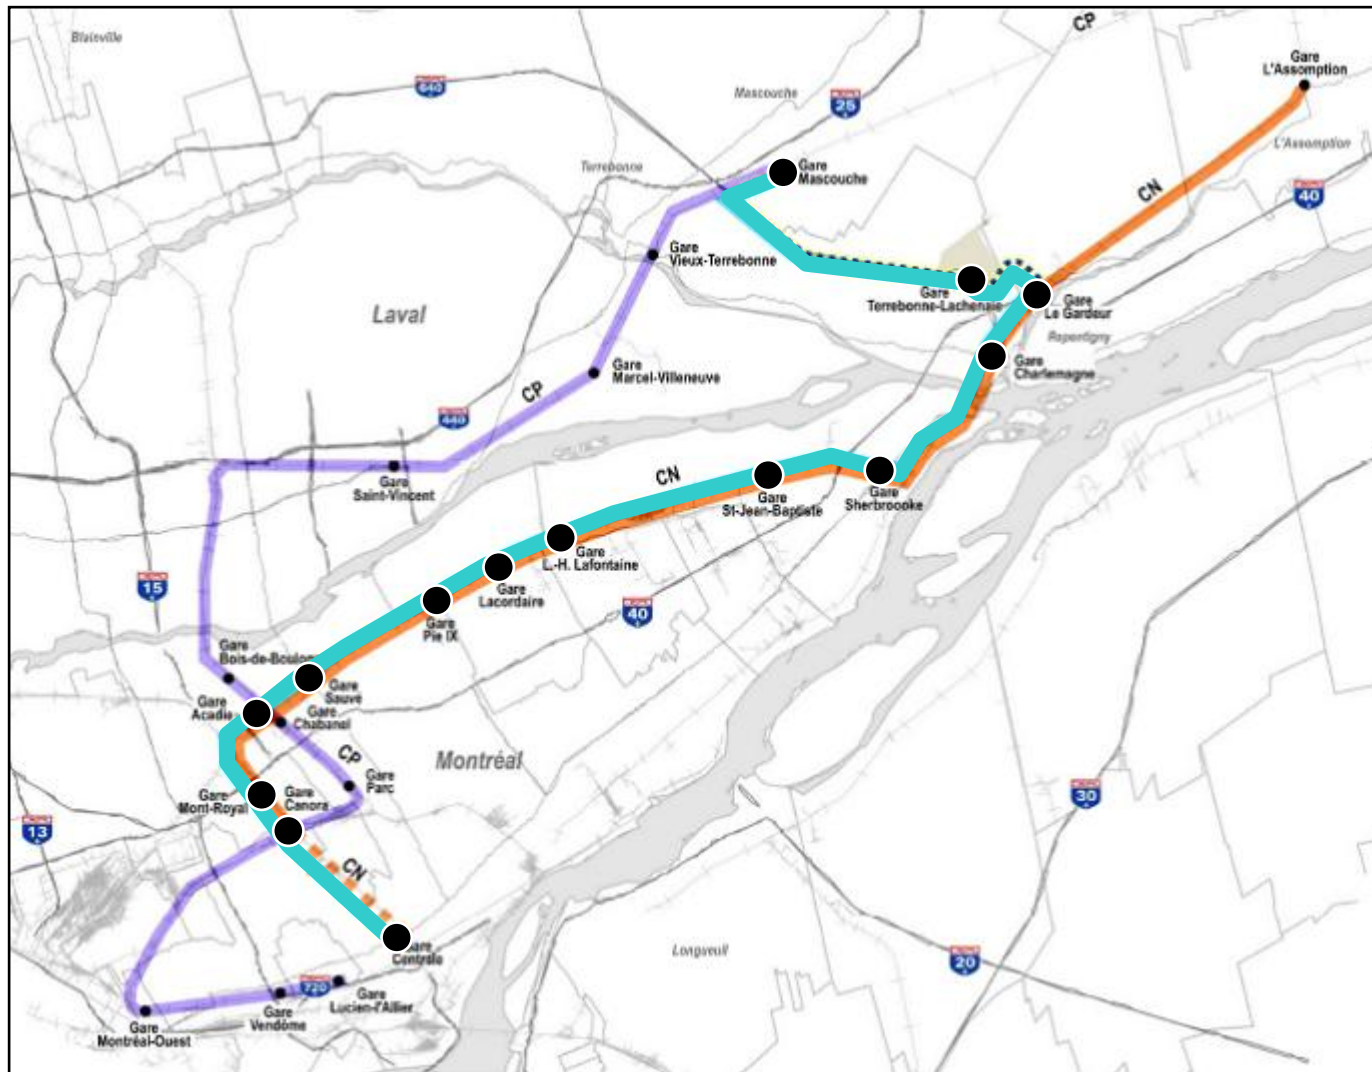 Blainville
CP
Gare
L'Assomption
640
Mascouche
25
L'Assomption
Terrebonne
Gare
Mascouche
CN
40
Gare
Vieux-Terrebonne
Gare
Terrebonne-Lachenaie
Gare
Le Gardeur
Laval
Repentigny
Gare
Charlemagne
Gare
Marcel-Villeneuve
CP
440
Gare
Saint-Vincent
CN
Gare
St-Jean-Baptiste
Gare
Sherbroooke
Gare
L.-H. Lafontaine
Gare
Lacordaire
15
40
Gare
Pie IX
Gare
Bois-de-Boulog
Gare
Sauvé
Gare
Acadie
Gare
Chabanel
CP
Montréal
Gare
Parc
Gare
Mont-Royal
Gare
Canora
30
13
CN
Gare
Centrale
Longueuil
20
720
Gare
Lucien-l'Allier
Gare
Vendôme
Gare
Montréal-Ouest